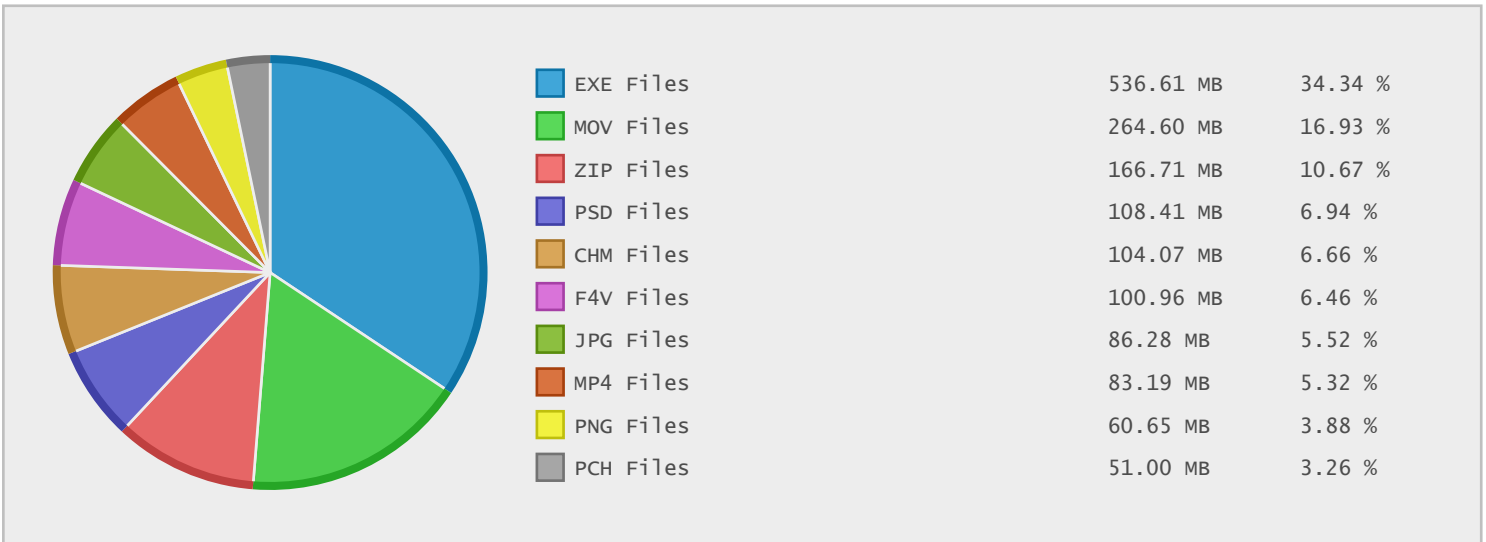 EXE Files 536.61 MB 34.34 %
MOV Files 264.60 MB 16.93 %
ZIP Files 166.71 MB 10.67 %
PSD Files 108.41 MB 6.94 %
CHM Files 104.07 MB 6.66 %
F4V Files 100.96 MB 6.46 %
JPG Files 86.28 MB 5.52 %
MP4 Files 83.19 MB 5.32 %
PNG Files 60.65 MB 3.88 %
PCH Files 51.00 MB 3.26 %